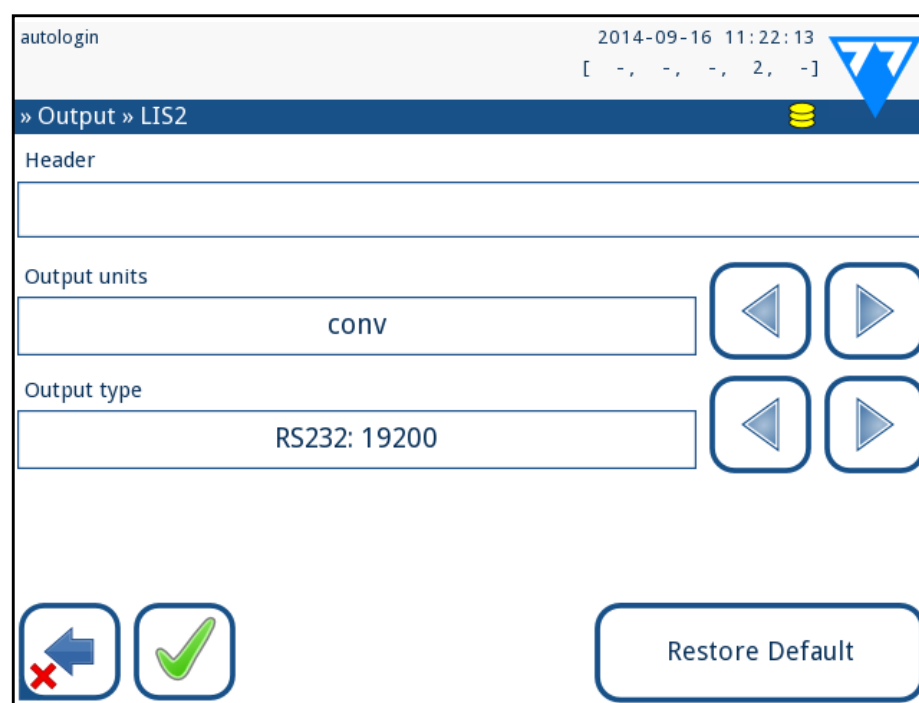 autologin
2014-09-16 11:22:13
[ -, -, -, 2, -]
» Output » LIS2
Header
Output units
conv
Output type
RS232: 19200
Restore Default